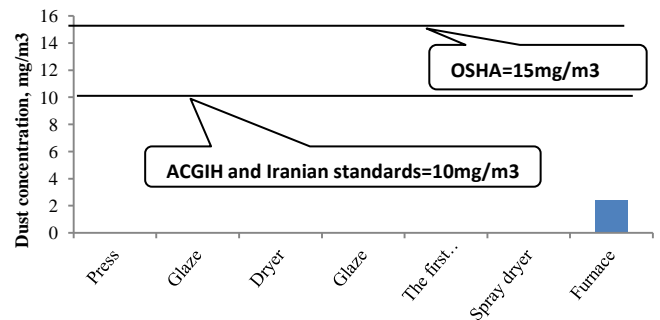 Dust concentration, mg/m3
16
14
12
10
8
6
4
2
0
OSHA=15mg/m3
ACGIH and Iranian standards=10mg/m3
Press
Glaze
Dryer
Glaze
The first..
Spray dryer
Furnace